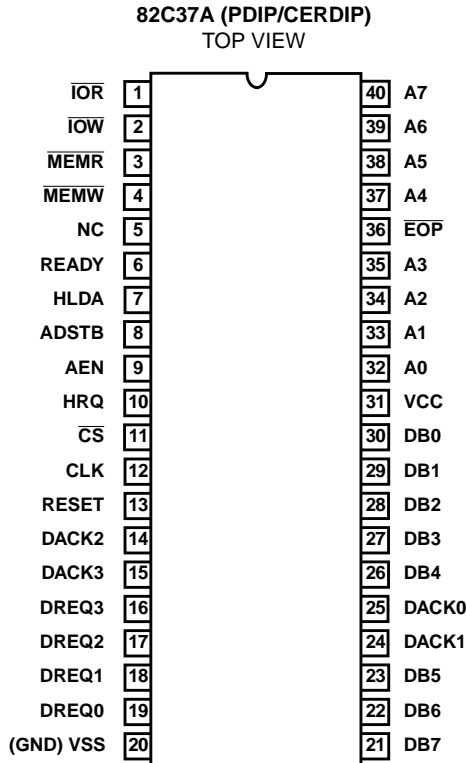 82C37A (PDIP/CERDIP)
TOP VIEW
IOR 1 40 A7
IOW 2 39 A6
MEMR 3 38 A5
MEMW 4 37 A4
NC 5 36 EOP
READY 6 35 A3
HLDA 7 34 A2
ADSTB 8 33 A1
AEN 9 32 A0
HRQ 10 31 VCC
CS 11 30 DB0
CLK 12 29 DB1
RESET 13 28 DB2
DACK2 14 27 DB3
DACK3 15 26 DB4
DREQ3 16 25 DACK0
DREQ2 17 24 DACK1
DREQ1 18 23 DB5
DREQ0 19 22 DB6
(GND) VSS 20 21 DB7